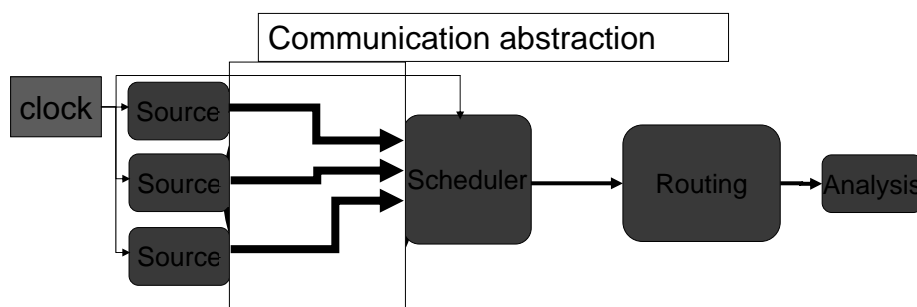 Communication abstraction
clock
Source
Source
Source
Scheduler
Routing
Analysis